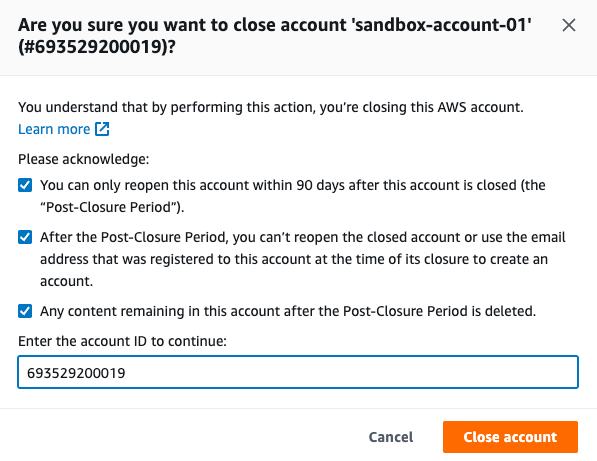 Are you sure you want to close account 'sandbox-account-01'
(#693529200019)?
You understand that by performing this action, you’re closing this AWS account.
Learn more
Please acknowledge:
You can only reopen this account within 90 days after this account is closed (the
“Post-Closure Period”).
After the Post-Closure Period, you can’t reopen the closed account or use the email
address that was registered to this account at the time of its closure to create an
account.
Any content remaining in this account after the Post-Closure Period is deleted.
Enter the account ID to continue:
693529200019
Cancel
Close account